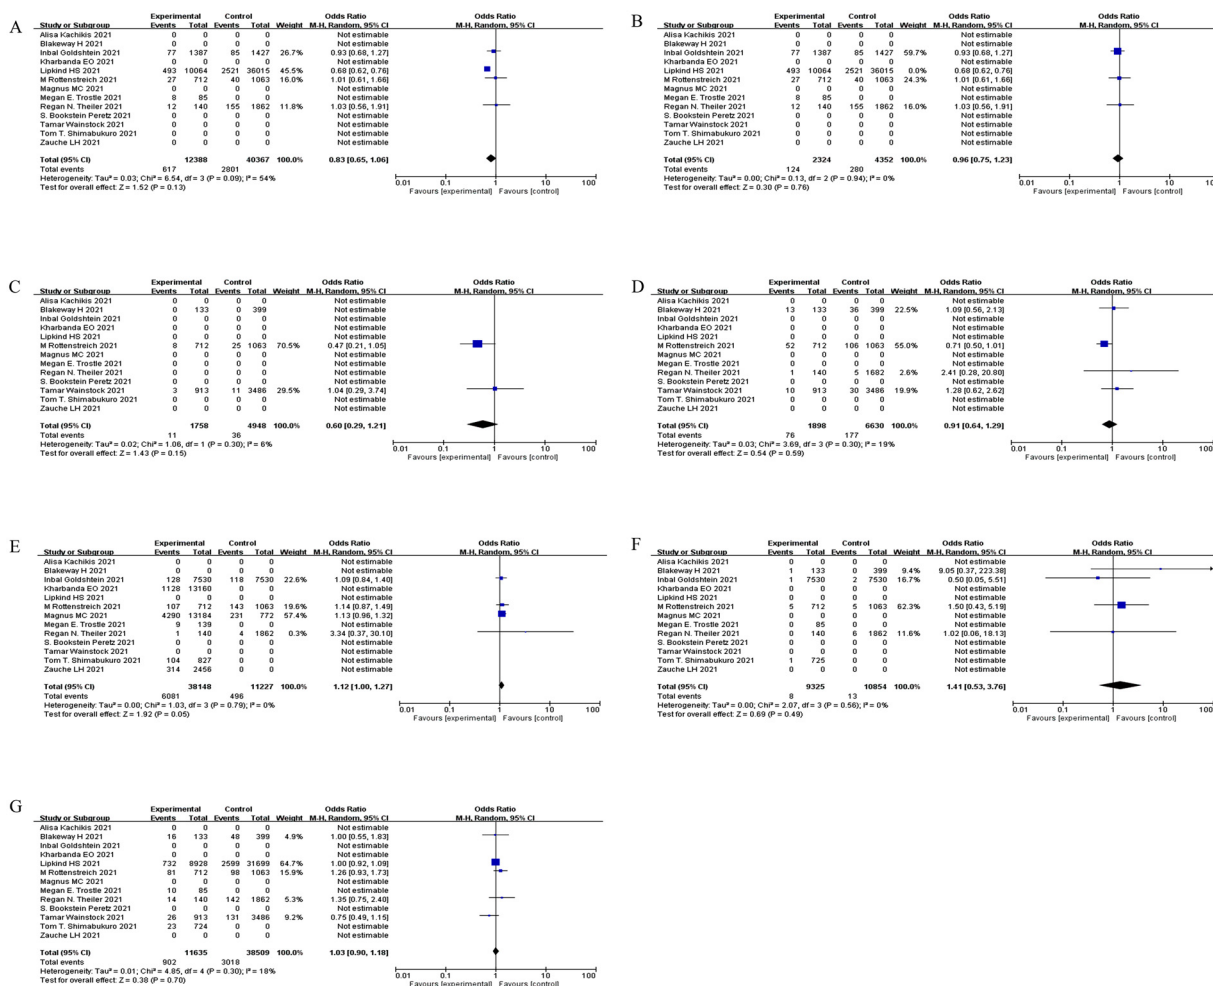 A
Experimental Control Odds Ratio Odds Ratio
Study or Subgroup Events Total Events Total Weight M-H, Random, 95% CI M-H, Random, 95% CI
Alisa Kachikis 2021 0 0 0 0 Not estimable
Blakeway H 2021 0 0 0 0 Not estimable
Inbal Goldshtein 2021 77 1387 85 1427 26.7% 0.93 [0.68, 1.27]
Kharbanda EO 2021 0 0 0 0 Not estimable
Lipkind HS 2021 493 10064 2521 36015 45.5% 0.68 [0.62, 0.76]
M Rottenstreich 2021 27 712 40 1063 16.0% 1.01 [0.61, 1.66]
Magnus MC 2021 0 0 0 0 Not estimable
Megan E. Trostle 2021 8 85 0 0 Not estimable
Regan N. Theiler 2021 12 140 155 1862 11.8% 1.03 [0.56, 1.91]
S. Bookstein Peretz 2021 0 0 0 0 Not estimable
Tamar Wainstock 2021 0 0 0 0 Not estimable
Tom T. Shimabukuro 2021 0 0 0 0 Not estimable
Zauche LH 2021 0 0 0 0 Not estimable
Total (95% CI) 12388 40367 100.0% 0.83 [0.65, 1.06]
Total events 617 2801
Heterogeneity: Tau² = 0.03; Chi² = 6.54, df = 3 (P = 0.09); I² = 54%
Test for overall effect: Z = 1.52 (P = 0.13)
0.01 0.1 1 10 100
Favours [experimental] Favours [control]
B
Experimental Control Odds Ratio Odds Ratio
Study or Subgroup Events Total Events Total Weight M-H, Random, 95% CI M-H, Random, 95% CI
Alisa Kachikis 2021 0 0 0 0 Not estimable
Blakeway H 2021 0 0 0 0 Not estimable
Inbal Goldshtein 2021 77 1387 85 1427 59.7% 0.93 [0.68, 1.27]
Kharbanda EO 2021 0 0 0 0 Not estimable
Lipkind HS 2021 493 10064 2521 36015 0.0% 0.68 [0.62, 0.76]
M Rottenstreich 2021 27 712 40 1063 24.3% 1.01 [0.61, 1.66]
Magnus MC 2021 0 0 0 0 Not estimable
Megan E. Trostle 2021 8 85 0 0 Not estimable
Regan N. Theiler 2021 12 140 155 1862 16.0% 1.03 [0.56, 1.91]
S. Bookstein Peretz 2021 0 0 0 0 Not estimable
Tamar Wainstock 2021 0 0 0 0 Not estimable
Tom T. Shimabukuro 2021 0 0 0 0 Not estimable
Zauche LH 2021 0 0 0 0 Not estimable
Total (95% CI) 2324 4352 100.0% 0.96 [0.75, 1.23]
Total events 124 280
Heterogeneity: Tau² = 0.00; Chi² = 0.13, df = 2 (P = 0.94); I² = 0%
Test for overall effect: Z = 0.30 (P = 0.76)
0.01 0.1 1 10 100
Favours [experimental] Favours [control]
C
Experimental Control Odds Ratio Odds Ratio
Study or Subgroup Events Total Events Total Weight M-H, Random, 95% CI M-H, Random, 95% CI
Alisa Kachikis 2021 0 0 0 0 Not estimable
Blakeway H 2021 0 133 0 399 Not estimable
Inbal Goldshtein 2021 0 0 0 0 Not estimable
Kharbanda EO 2021 0 0 0 0 Not estimable
Lipkind HS 2021 0 0 0 0 Not estimable
M Rottenstreich 2021 8 712 25 1063 70.5% 0.47 [0.21, 1.05]
Magnus MC 2021 0 0 0 0 Not estimable
Megan E. Trostle 2021 0 0 0 0 Not estimable
Regan N. Theiler 2021 0 0 0 0 Not estimable
S. Bookstein Peretz 2021 0 0 0 0 Not estimable
Tamar Wainstock 2021 3 913 11 3486 29.5% 1.04 [0.29, 3.74]
Tom T. Shimabukuro 2021 0 0 0 0 Not estimable
Zauche LH 2021 0 0 0 0 Not estimable
Total (95% CI) 1758 4948 100.0% 0.60 [0.29, 1.21]
Total events 11 36
Heterogeneity: Tau² = 0.02; Chi² = 1.06, df = 1 (P = 0.30); I² = 6%
Test for overall effect: Z = 1.43 (P = 0.15)
0.01 0.1 1 10 100
Favours [experimental] Favours [control]
D
Experimental Control Odds Ratio Odds Ratio
Study or Subgroup Events Total Events Total Weight M-H, Random, 95% CI M-H, Random, 95% CI
Alisa Kachikis 2021 0 0 0 0 Not estimable
Blakeway H 2021 13 133 36 399 22.5% 1.09 [0.56, 2.13]
Inbal Goldshtein 2021 0 0 0 0 Not estimable
Kharbanda EO 2021 0 0 0 0 Not estimable
Lipkind HS 2021 0 0 0 0 Not estimable
M Rottenstreich 2021 52 712 106 1063 55.0% 0.71 [0.50, 1.01]
Magnus MC 2021 0 0 0 0 Not estimable
Megan E. Trostle 2021 0 0 0 0 Not estimable
Regan N. Theiler 2021 1 140 5 1682 2.6% 2.41 [0.28, 20.80]
S. Bookstein Peretz 2021 0 0 0 0 Not estimable
Tamar Wainstock 2021 10 913 30 3486 19.9% 1.28 [0.62, 2.62]
Tom T. Shimabukuro 2021 0 0 0 0 Not estimable
Zauche LH 2021 0 0 0 0 Not estimable
Total (95% CI) 1898 6630 100.0% 0.91 [0.64, 1.29]
Total events 76 177
Heterogeneity: Tau² = 0.03; Chi² = 3.69, df = 3 (P = 0.30); I² = 19%
Test for overall effect: Z = 0.54 (P = 0.59)
0.01 0.1 1 10 100
Favours [experimental] Favours [control]
E
Experimental Control Odds Ratio Odds Ratio
Study or Subgroup Events Total Events Total Weight M-H, Random, 95% CI M-H, Random, 95% CI
Alisa Kachikis 2021 0 0 0 0 Not estimable
Blakeway H 2021 0 0 0 0 Not estimable
Inbal Goldshtein 2021 128 7530 118 7530 22.6% 1.09 [0.84, 1.40]
Kharbanda EO 2021 1128 13160 0 0 Not estimable
Lipkind HS 2021 0 0 0 0 Not estimable
M Rottenstreich 2021 107 712 143 1063 19.6% 1.14 [0.87, 1.49]
Magnus MC 2021 4290 13184 231 772 57.4% 1.13 [0.96, 1.32]
Megan E. Trostle 2021 9 139 0 0 Not estimable
Regan N. Theiler 2021 1 140 4 1862 0.3% 3.34 [0.37, 30.10]
S. Bookstein Peretz 2021 0 0 0 0 Not estimable
Tamar Wainstock 2021 0 0 0 0 Not estimable
Tom T. Shimabukuro 2021 104 827 0 0 Not estimable
Zauche LH 2021 314 2456 0 0 Not estimable
Total (95% CI) 38148 11227 100.0% 1.12 [1.00, 1.27]
Total events 6081 496
Heterogeneity: Tau² = 0.00; Chi² = 1.03, df = 3 (P = 0.79); I² = 0%
Test for overall effect: Z = 1.92 (P = 0.05)
0.01 0.1 1 10 100
Favours [experimental] Favours [control]
F
Experimental Control Odds Ratio Odds Ratio
Study or Subgroup Events Total Events Total Weight M-H, Random, 95% CI M-H, Random, 95% CI
Alisa Kachikis 2021 0 0 0 0 Not estimable
Blakeway H 2021 1 133 0 399 9.4% 9.05 [0.37, 223.38]
Inbal Goldshtein 2021 1 7530 2 7530 16.7% 0.50 [0.05, 5.51]
Kharbanda EO 2021 0 0 0 0 Not estimable
Lipkind HS 2021 0 0 0 0 Not estimable
M Rottenstreich 2021 5 712 5 1063 62.3% 1.50 [0.43, 5.19]
Magnus MC 2021 0 0 0 0 Not estimable
Megan E. Trostle 2021 0 85 0 0 Not estimable
Regan N. Theiler 2021 0 140 6 1862 11.6% 1.02 [0.06, 18.13]
S. Bookstein Peretz 2021 0 0 0 0 Not estimable
Tamar Wainstock 2021 0 0 0 0 Not estimable
Tom T. Shimabukuro 2021 1 725 0 0 Not estimable
Zauche LH 2021 0 0 0 0 Not estimable
Total (95% CI) 9325 10854 100.0% 1.41 [0.53, 3.76]
Total events 8 13
Heterogeneity: Tau² = 0.00; Chi² = 2.07, df = 3 (P = 0.56); I² = 0%
Test for overall effect: Z = 0.69 (P = 0.49)
0.01 0.1 1 10 100
Favours [experimental] Favours [control]
G
Experimental Control Odds Ratio Odds Ratio
Study or Subgroup Events Total Events Total Weight M-H, Random, 95% CI M-H, Random, 95% CI
Alisa Kachikis 2021 0 0 0 0 Not estimable
Blakeway H 2021 16 133 48 399 4.9% 1.00 [0.55, 1.83]
Inbal Goldshtein 2021 0 0 0 0 Not estimable
Kharbanda EO 2021 0 0 0 0 Not estimable
Lipkind HS 2021 732 8928 2599 31699 64.7% 1.00 [0.92, 1.09]
M Rottenstreich 2021 81 712 98 1063 15.9% 1.26 [0.93, 1.73]
Magnus MC 2021 0 0 0 0 Not estimable
Megan E. Trostle 2021 10 85 0 0 Not estimable
Regan N. Theiler 2021 14 140 142 1862 5.3% 1.35 [0.75, 2.40]
S. Bookstein Peretz 2021 0 0 0 0 Not estimable
Tamar Wainstock 2021 26 913 131 3486 9.2% 0.75 [0.49, 1.15]
Tom T. Shimabukuro 2021 23 724 0 0 Not estimable
Zauche LH 2021 0 0 0 0 Not estimable
Total (95% CI) 11635 38509 100.0% 1.03 [0.90, 1.18]
Total events 902 3018
Heterogeneity: Tau² = 0.01; Chi² = 4.85, df = 4 (P = 0.30); I² = 18%
Test for overall effect: Z = 0.38 (P = 0.70)
0.01 0.1 1 10 100
Favours [experimental] Favours [control]